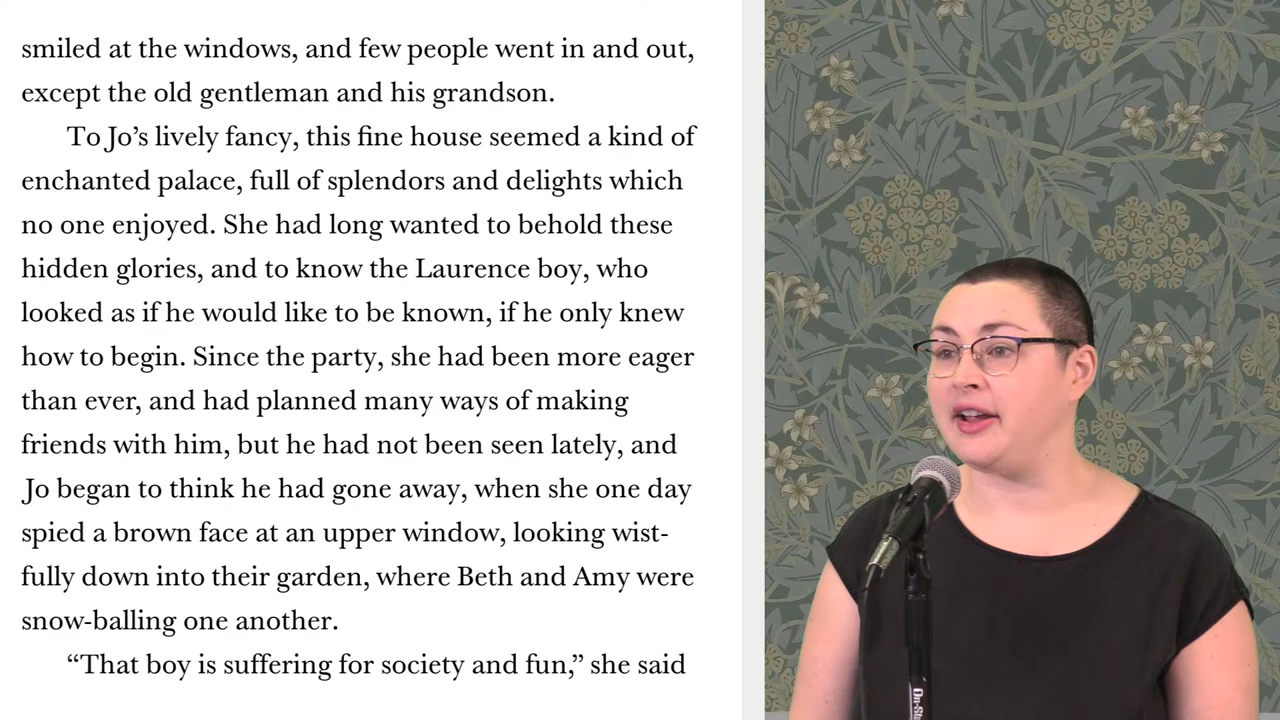 smiled at the windows, and few people went in and out,
except the old gentleman and his grandson.
To Jo’s lively fancy, this fine house seemed a kind of
enchanted palace, full of splendors and delights which
no one enjoyed. She had long wanted to behold these
hidden glories, and to know the Laurence boy, who
looked as if he would like to be known, if he only knew
how to begin. Since the party, she had been more eager
than ever, and had planned many ways of making
friends with him, but he had not been seen lately, and
Jo began to think he had gone away, when she one day
spied a brown face at an upper window, looking wist-
fully down into their garden, where Beth and Amy were
snow-balling one another.
“That boy is suffering for society and fun,” she said